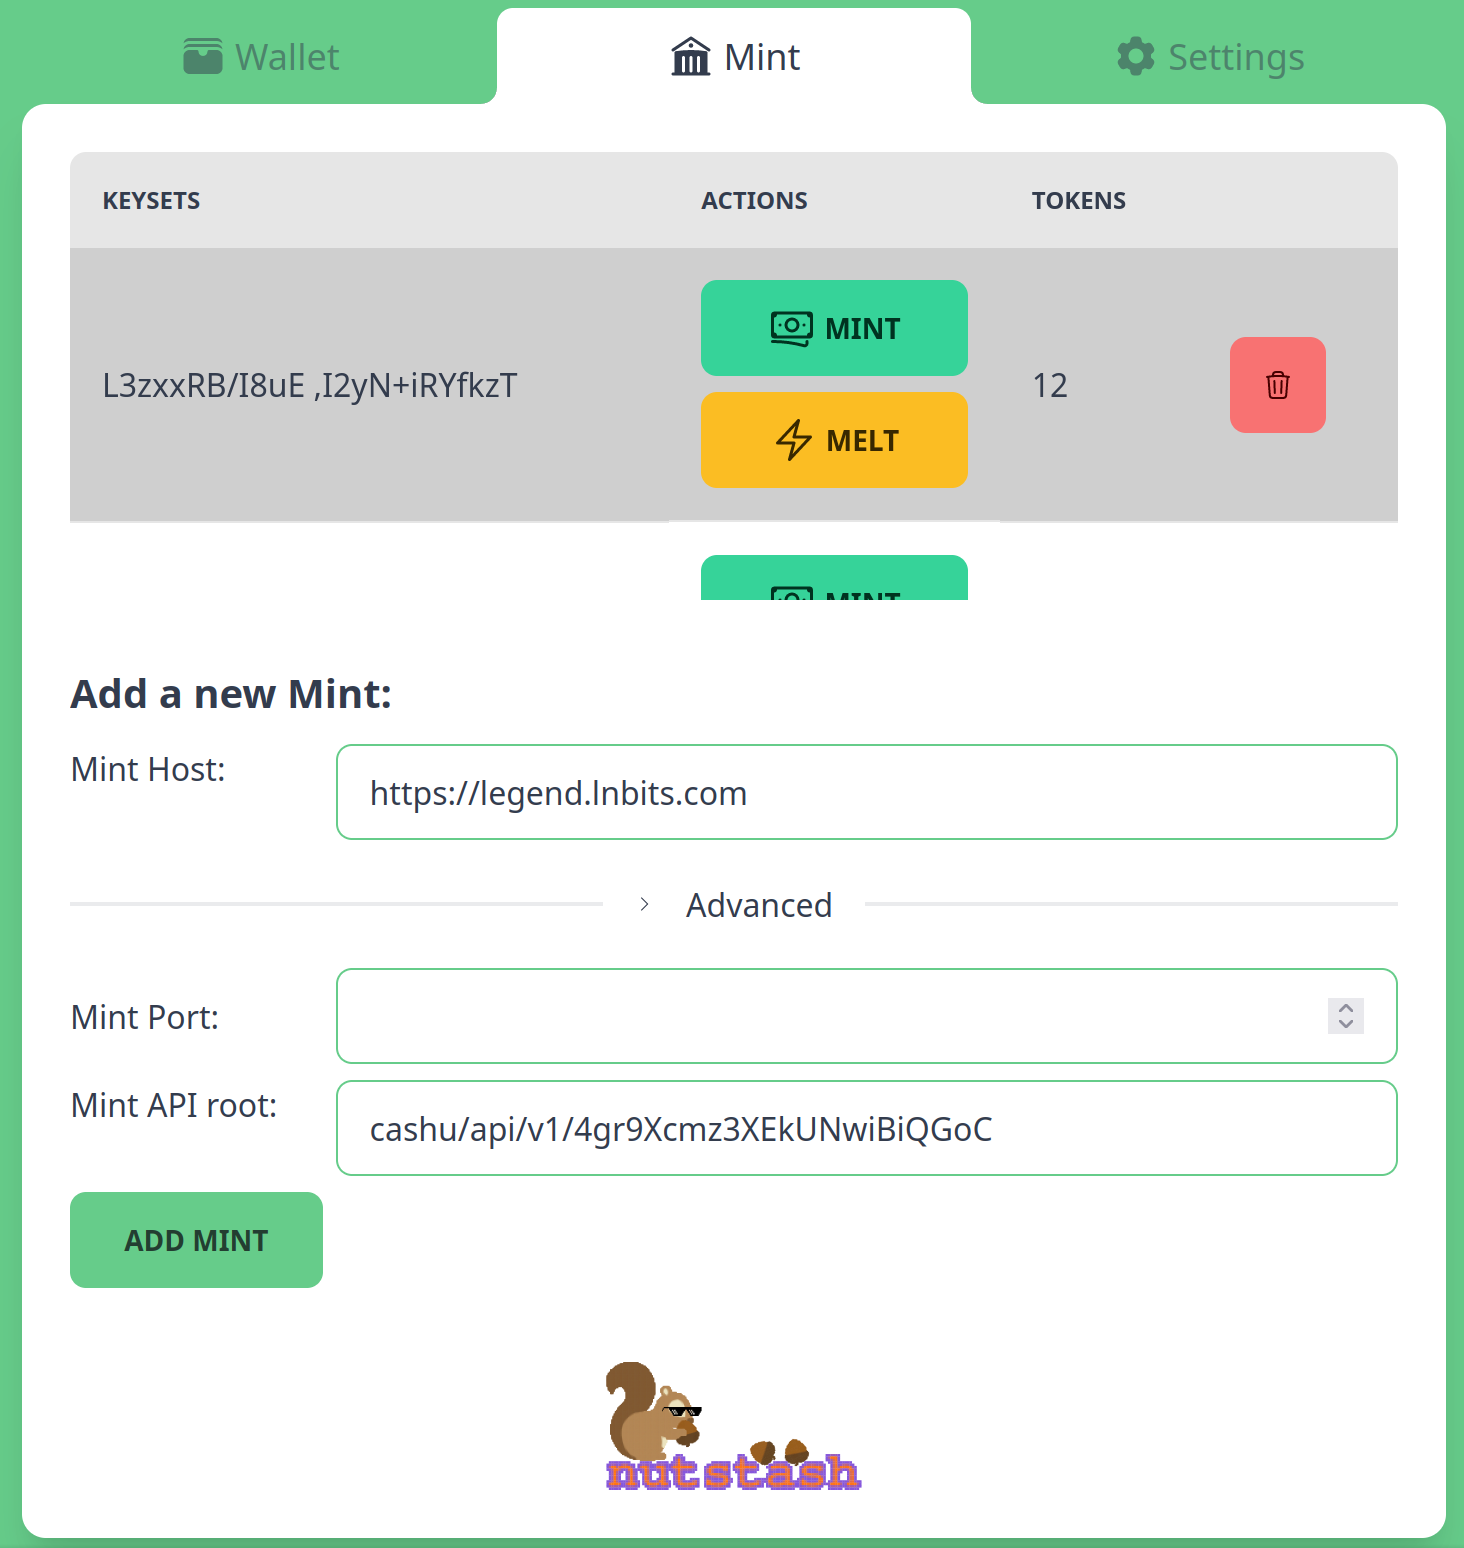 Wallet
Mint
Settings
KEYSETS ACTIONS TOKENS
MINT
L3zxxRB/I8uE ,I2yN+iRYfkzT 12
MELT
MINT
Add a new Mint:
Mint Host: https://legend.lnbits.com
Advanced
Mint Port:
Mint API root: cashu/api/v1/4gr9Xcmz3XEkUNwiBiQGoC
ADD MINT
nutstash